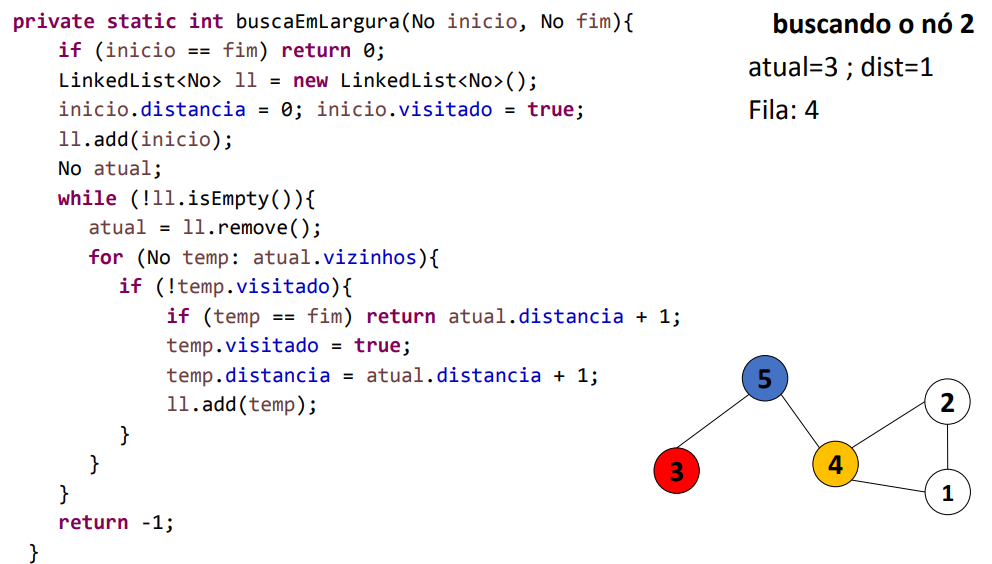 private static int buscaEmLargura(No inicio, No fim){
if (inicio == fim) return 0;
LinkedList<No> ll = new LinkedList<No>();
inicio.distancia = 0; inicio.visitado = true;
ll.add(inicio);
No atual;
while (!ll.isEmpty()){
atual = ll.remove();
for (No temp: atual.vizinhos){
if (!temp.visitado){
if (temp == fim) return atual.distancia + 1;
temp.visitado = true;
temp.distancia = atual.distancia + 1;
ll.add(temp);
}
}
}
return -1;
}
buscando o nó 2
atual=3 ; dist=1
Fila: 4
5
2
3
4
1